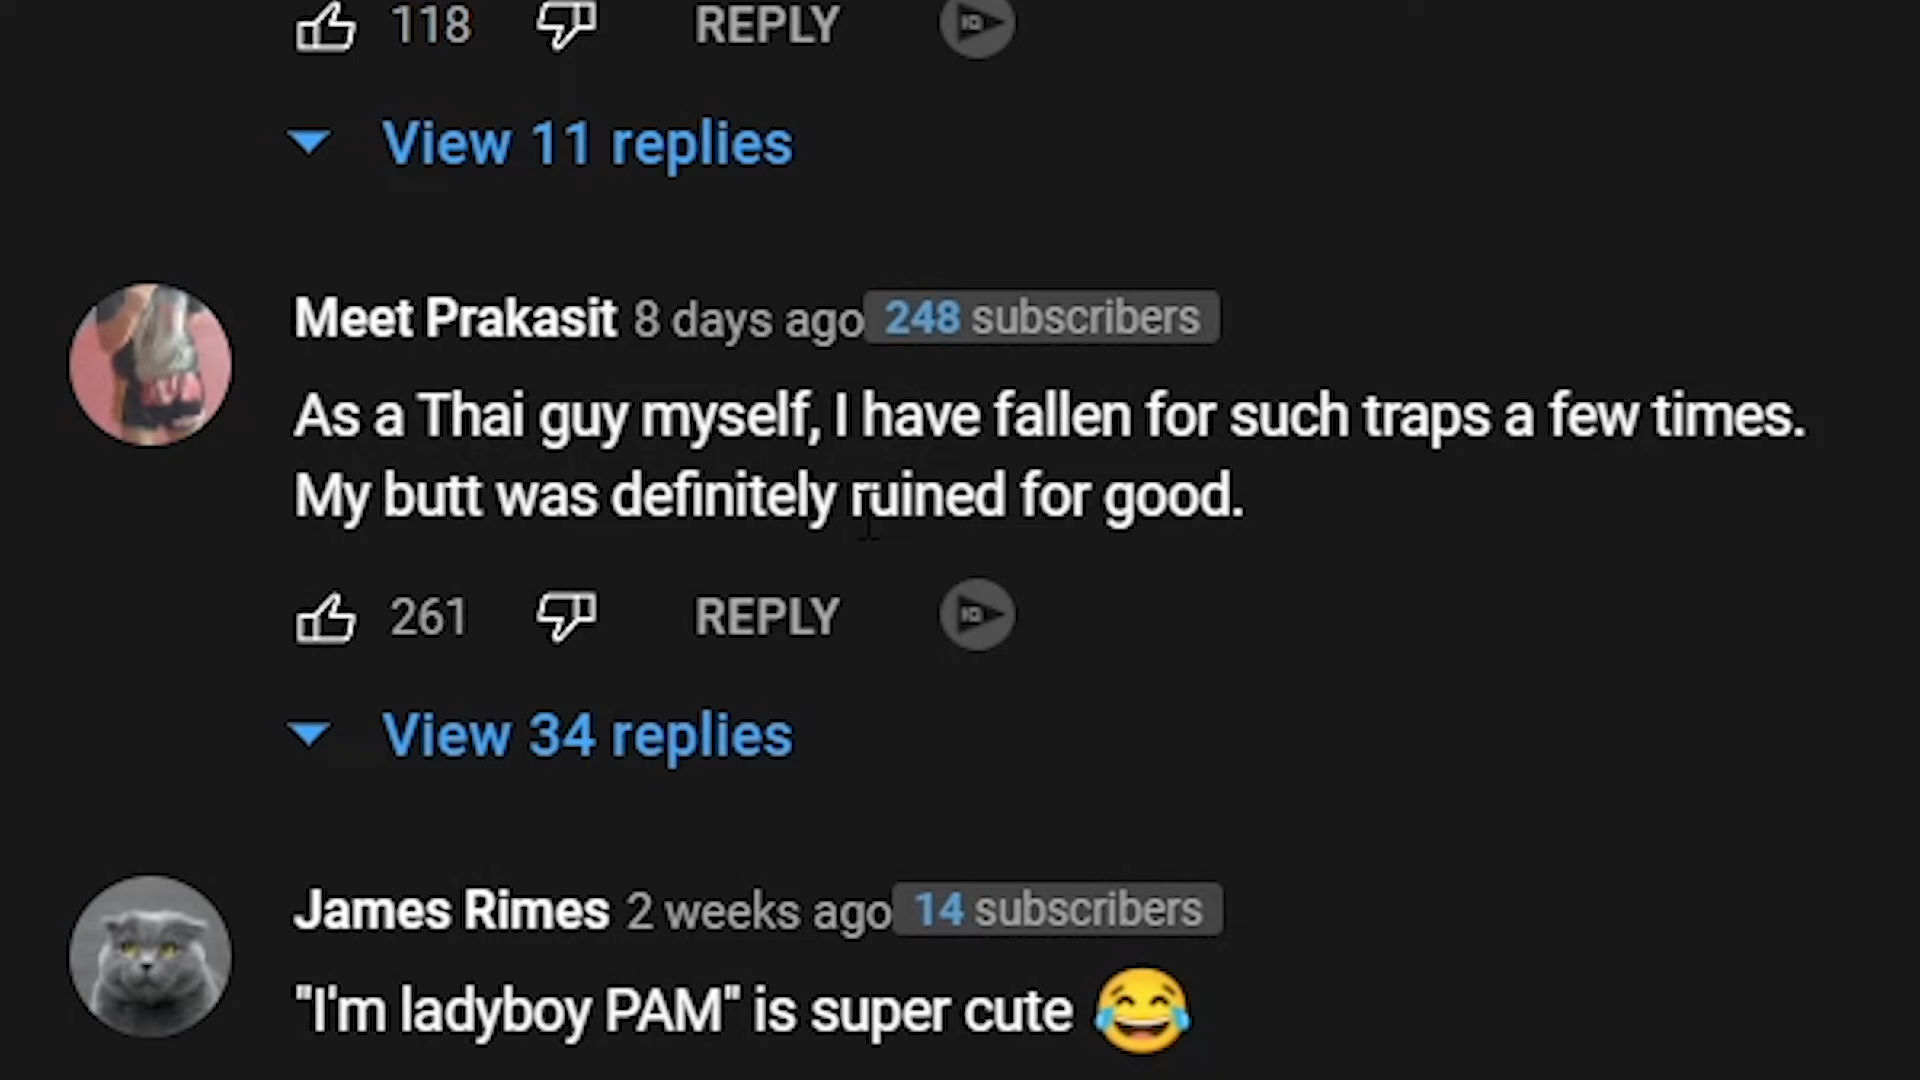 118 REPLY
View 11 replies
Meet Prakasit 8 days ago 248 subscribers
As a Thai guy myself, I have fallen for such traps a few times.
My butt was definitely ruined for good.
261 REPLY
View 34 replies
James Rimes 2 weeks ago 14 subscribers
"I'm ladyboy PAM" is super cute 😂